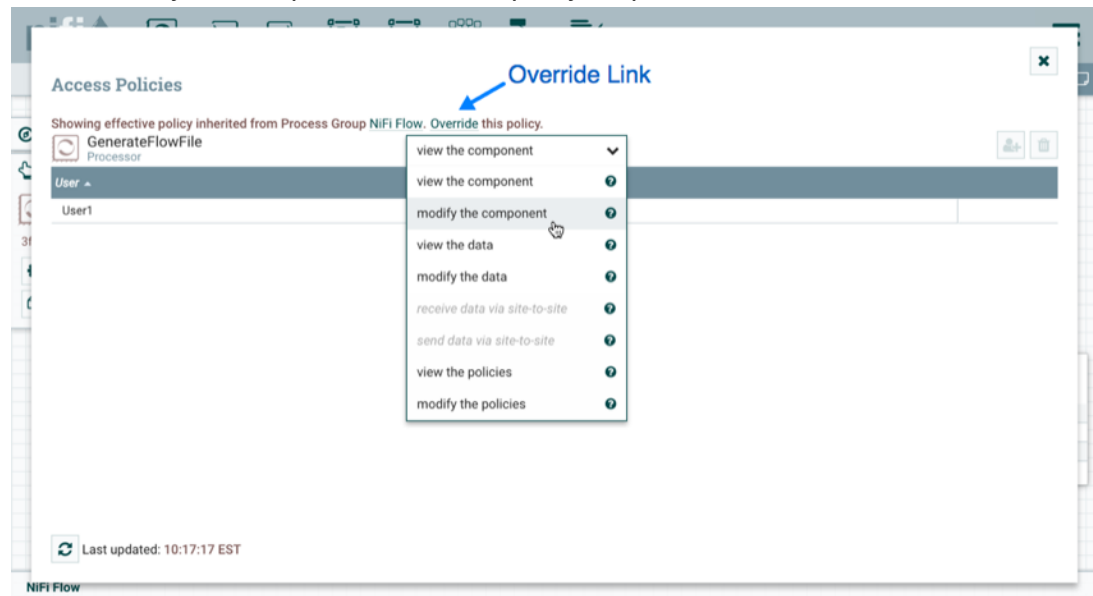 nifi
Override Link
Access Policies
Showing effective policy inherited from Process Group NiFi Flow. Override this policy.
GenerateFlowFile
Processor
view the component
User
User1
view the component
modify the component
view the data
modify the data
receive data via site-to-site
send data via site-to-site
view the policies
modify the policies
Last updated: 10:17:17 EST
NiFi Flow